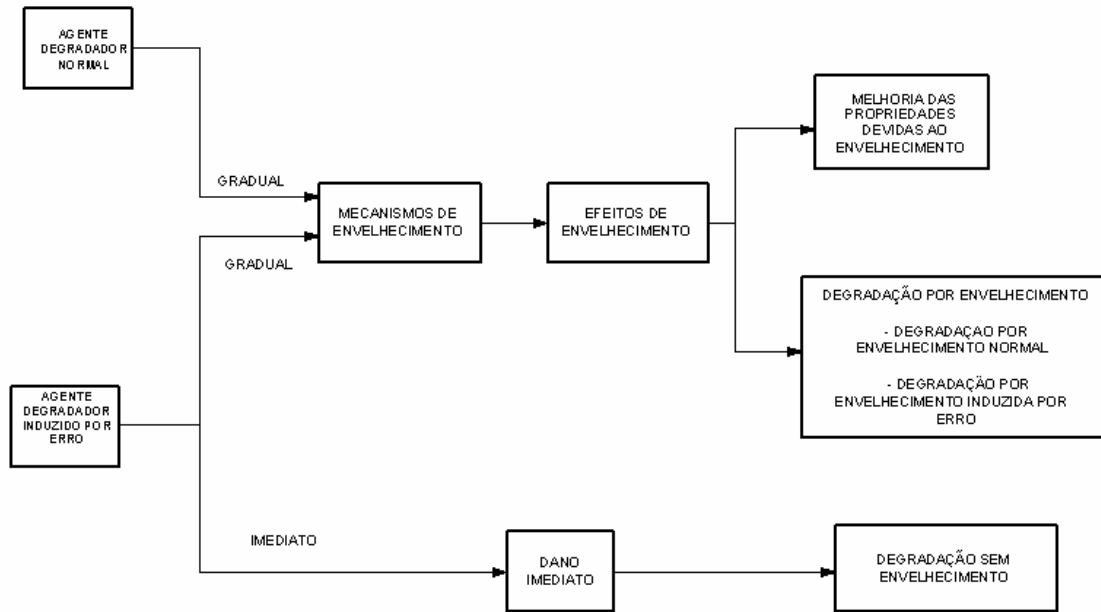 AGENTE
DEGRADADOR
NORMAL
MELHORIA DAS
PROPRIEDADES
DEVIDAS AO
ENVELHECIMENTO
GRADUAL
MECANISMOS DE
ENVELHECIMENTO
EFEITOS DE
ENVELHECIMENTO
GRADUAL
DEGRADAÇÃO POR ENVELHECIMENTO
- DEGRADAÇAO POR
ENVELHECIMENTO NORMAL
- DEGRADAÇÃO POR
ENVELHECIMENTO INDUZIDA POR
ERRO
AGENTE
DEGRADADOR
INDUZIDO POR
ERRO
IMEDIATO
DANO
IMEDIATO
DEGRADAÇÃO SEM
ENVELHECIMENTO